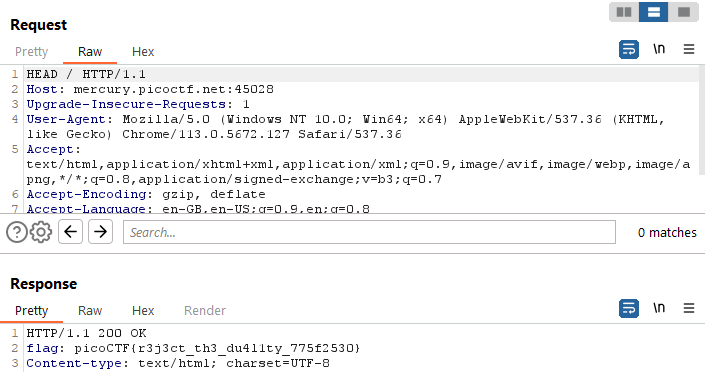 Request
Pretty Raw Hex
\n
1 HEAD / HTTP/1.1
2 Host: mercury.picoctf.net:45028
3 Upgrade-Insecure-Requests: 1
4 User-Agent: Mozilla/5.0 (Windows NT 10.0; Win64; x64) AppleWebKit/537.36 (KHTML,
like Gecko) Chrome/113.0.5672.127 Safari/537.36
5 Accept:
text/html,application/xhtml+xml,application/xml;q=0.9,image/avif,image/webp,image/a
png,*/*;q=0.8,application/signed-exchange;v=b3;q=0.7
6 Accept-Encoding: gzip, deflate
7 Accept-Language: en-GB,en-US;q=0.9,en;q=0.8
? Search... 0 matches
Response
Pretty Raw Hex Render
\n
1 HTTP/1.1 200 OK
2 flag: picoCTF{r3j3ct_th3_du4l1ty_775f2530}
3 Content-type: text/html; charset=UTF-8